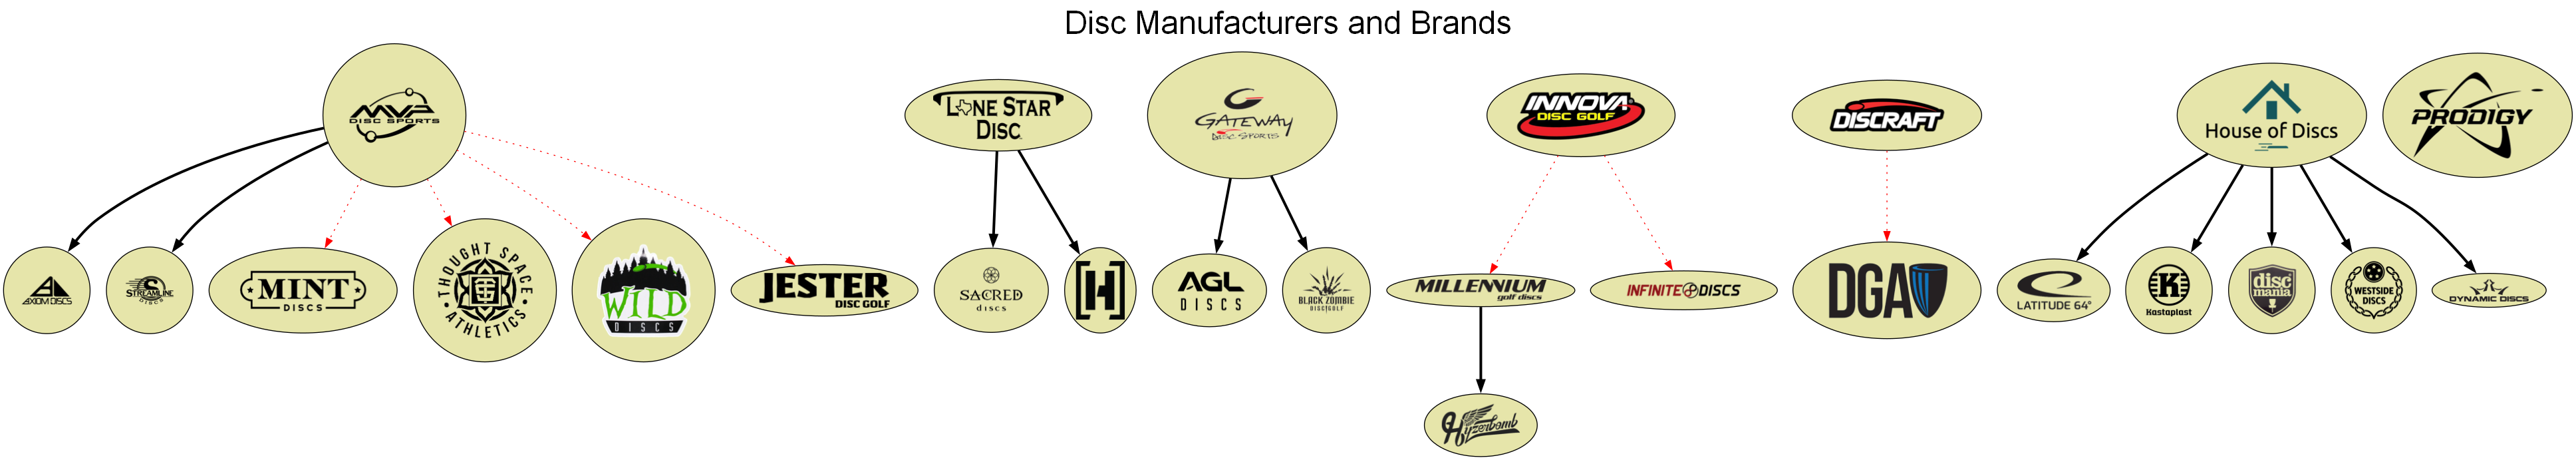 Disc Manufacturers and Brands
MVP
DISC SPORTS
LONE STAR
DISC
GATEWAY
DISC SPORTS
INNOVA
DISC GOLF
DISCRAFT
House of Discs
PRODIGY
AXIOM DISCS
STREAMLINE
DISCS
MINT
DISCS
THOUGHT SPACE
ATHLETICS
WILD
DISCS
JESTER
DISC GOLF
SACRED
discs
[H]
AGL
DISCS
BLACK ZOMBIE
DISC GOLF
MILLENNIUM
golf discs
INFINITE DISCS
DGA
LATITUDE 64°
K
Kastaplast
disc
mania
WESTSIDE
DISCS
DYNAMIC DISCS
Hyzerbomb